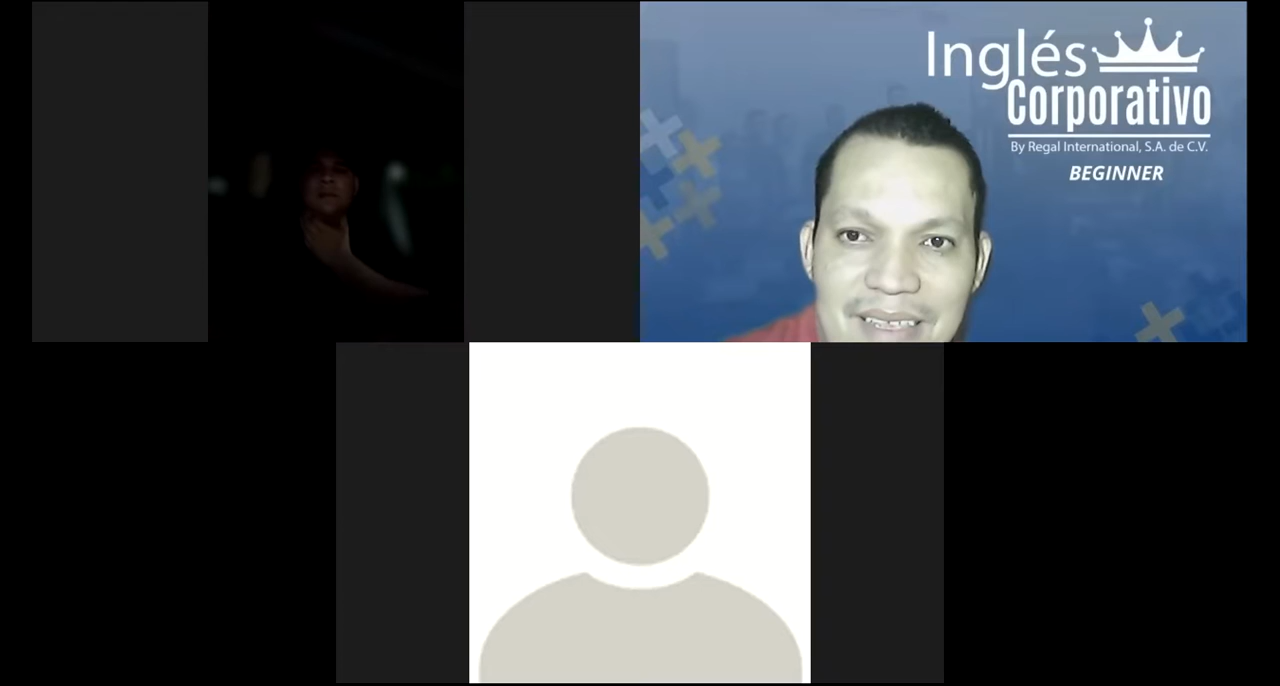 Inglés
Corporativo
By Regal International, S.A. de C.V.
BEGINNER